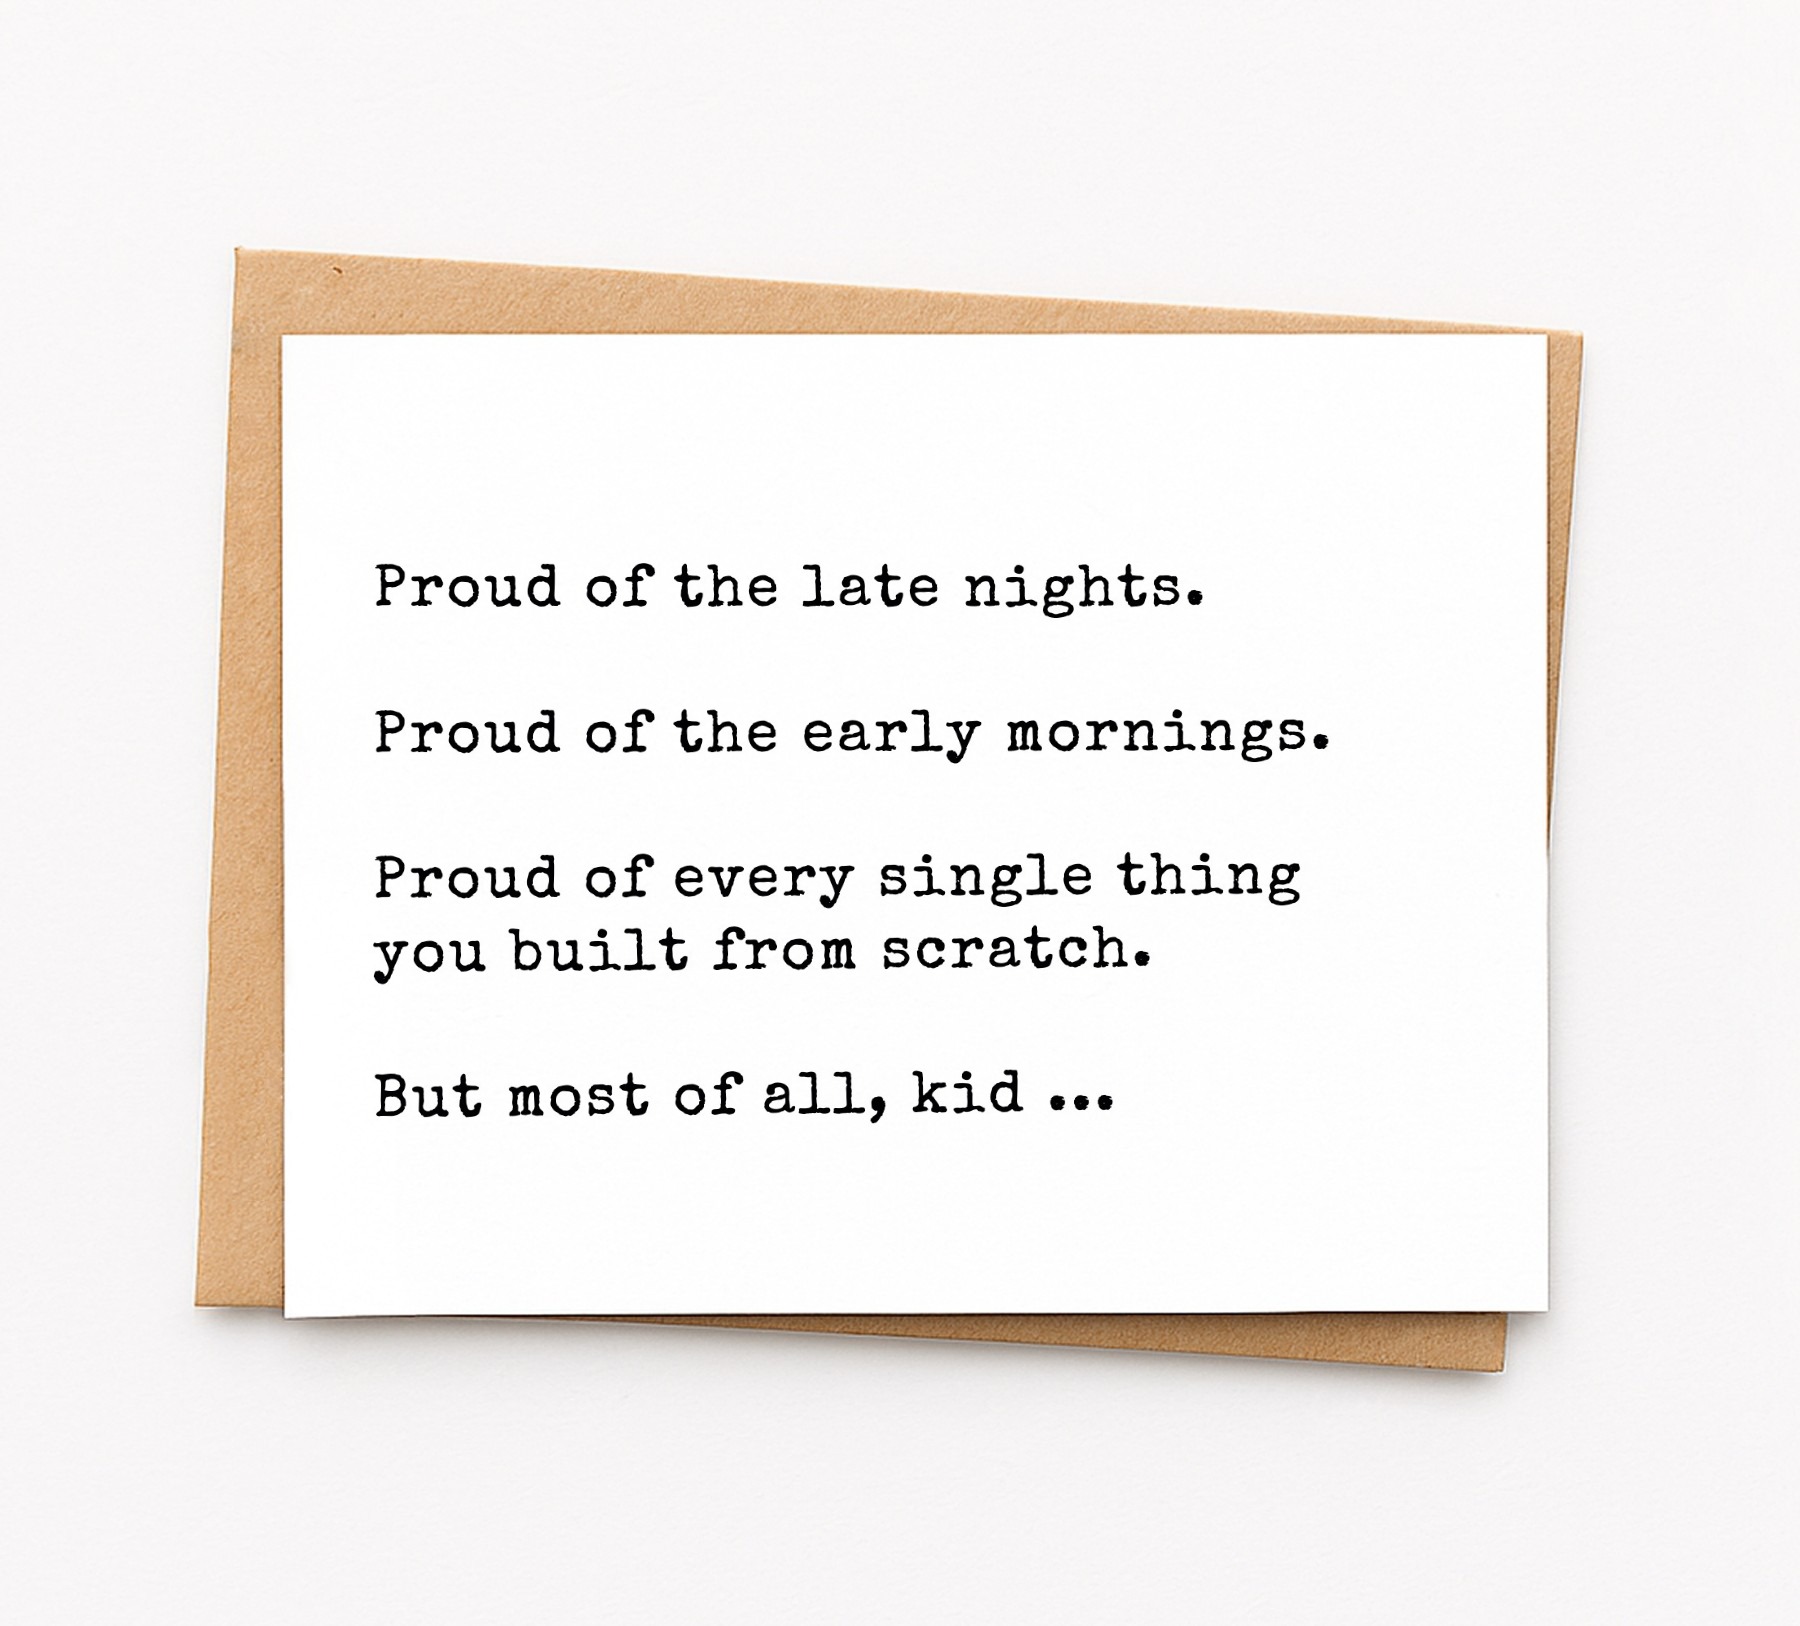 Proud of the late nights.
Proud of the early mornings.
Proud of every single thing
you built from scratch.
But most of all, kid ...